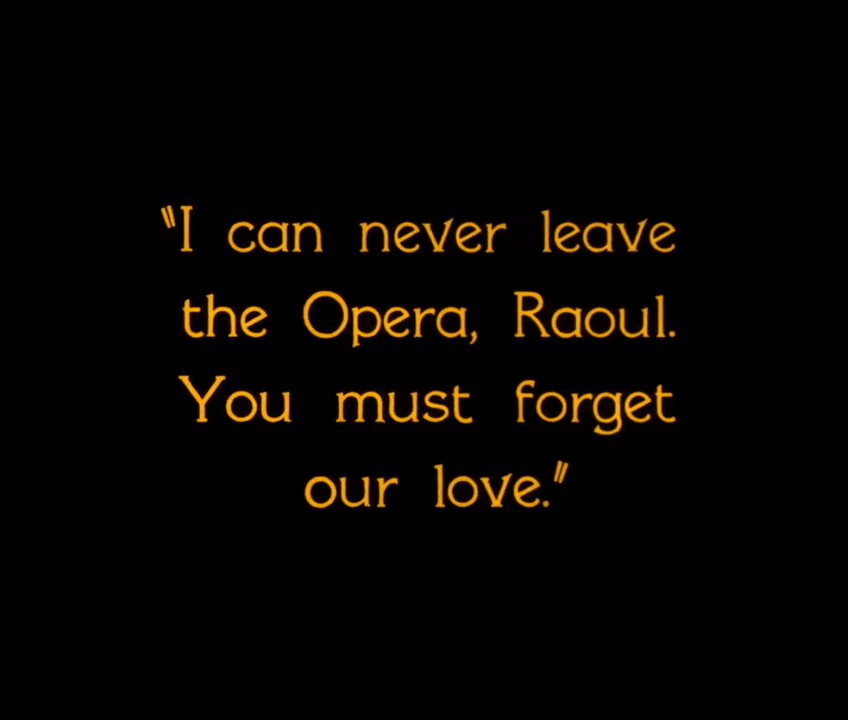 "I can never leave
the Opera, Raoul.
You must forget
our love."